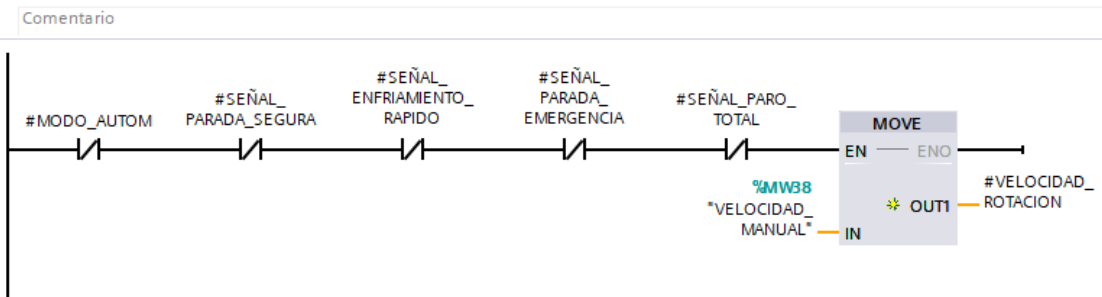 Comentario
#MODO_AUTOM
#SEÑAL_
PARADA_SEGURA
#SEÑAL_
ENFRIAMIENTO_
RAPIDO
#SEÑAL_
PARADA_
EMERGENCIA
#SEÑAL_PARO_
TOTAL
MOVE
EN ENO
%MW38
"VELOCIDAD_
MANUAL"
IN
OUT1
#VELOCIDAD_
ROTACION